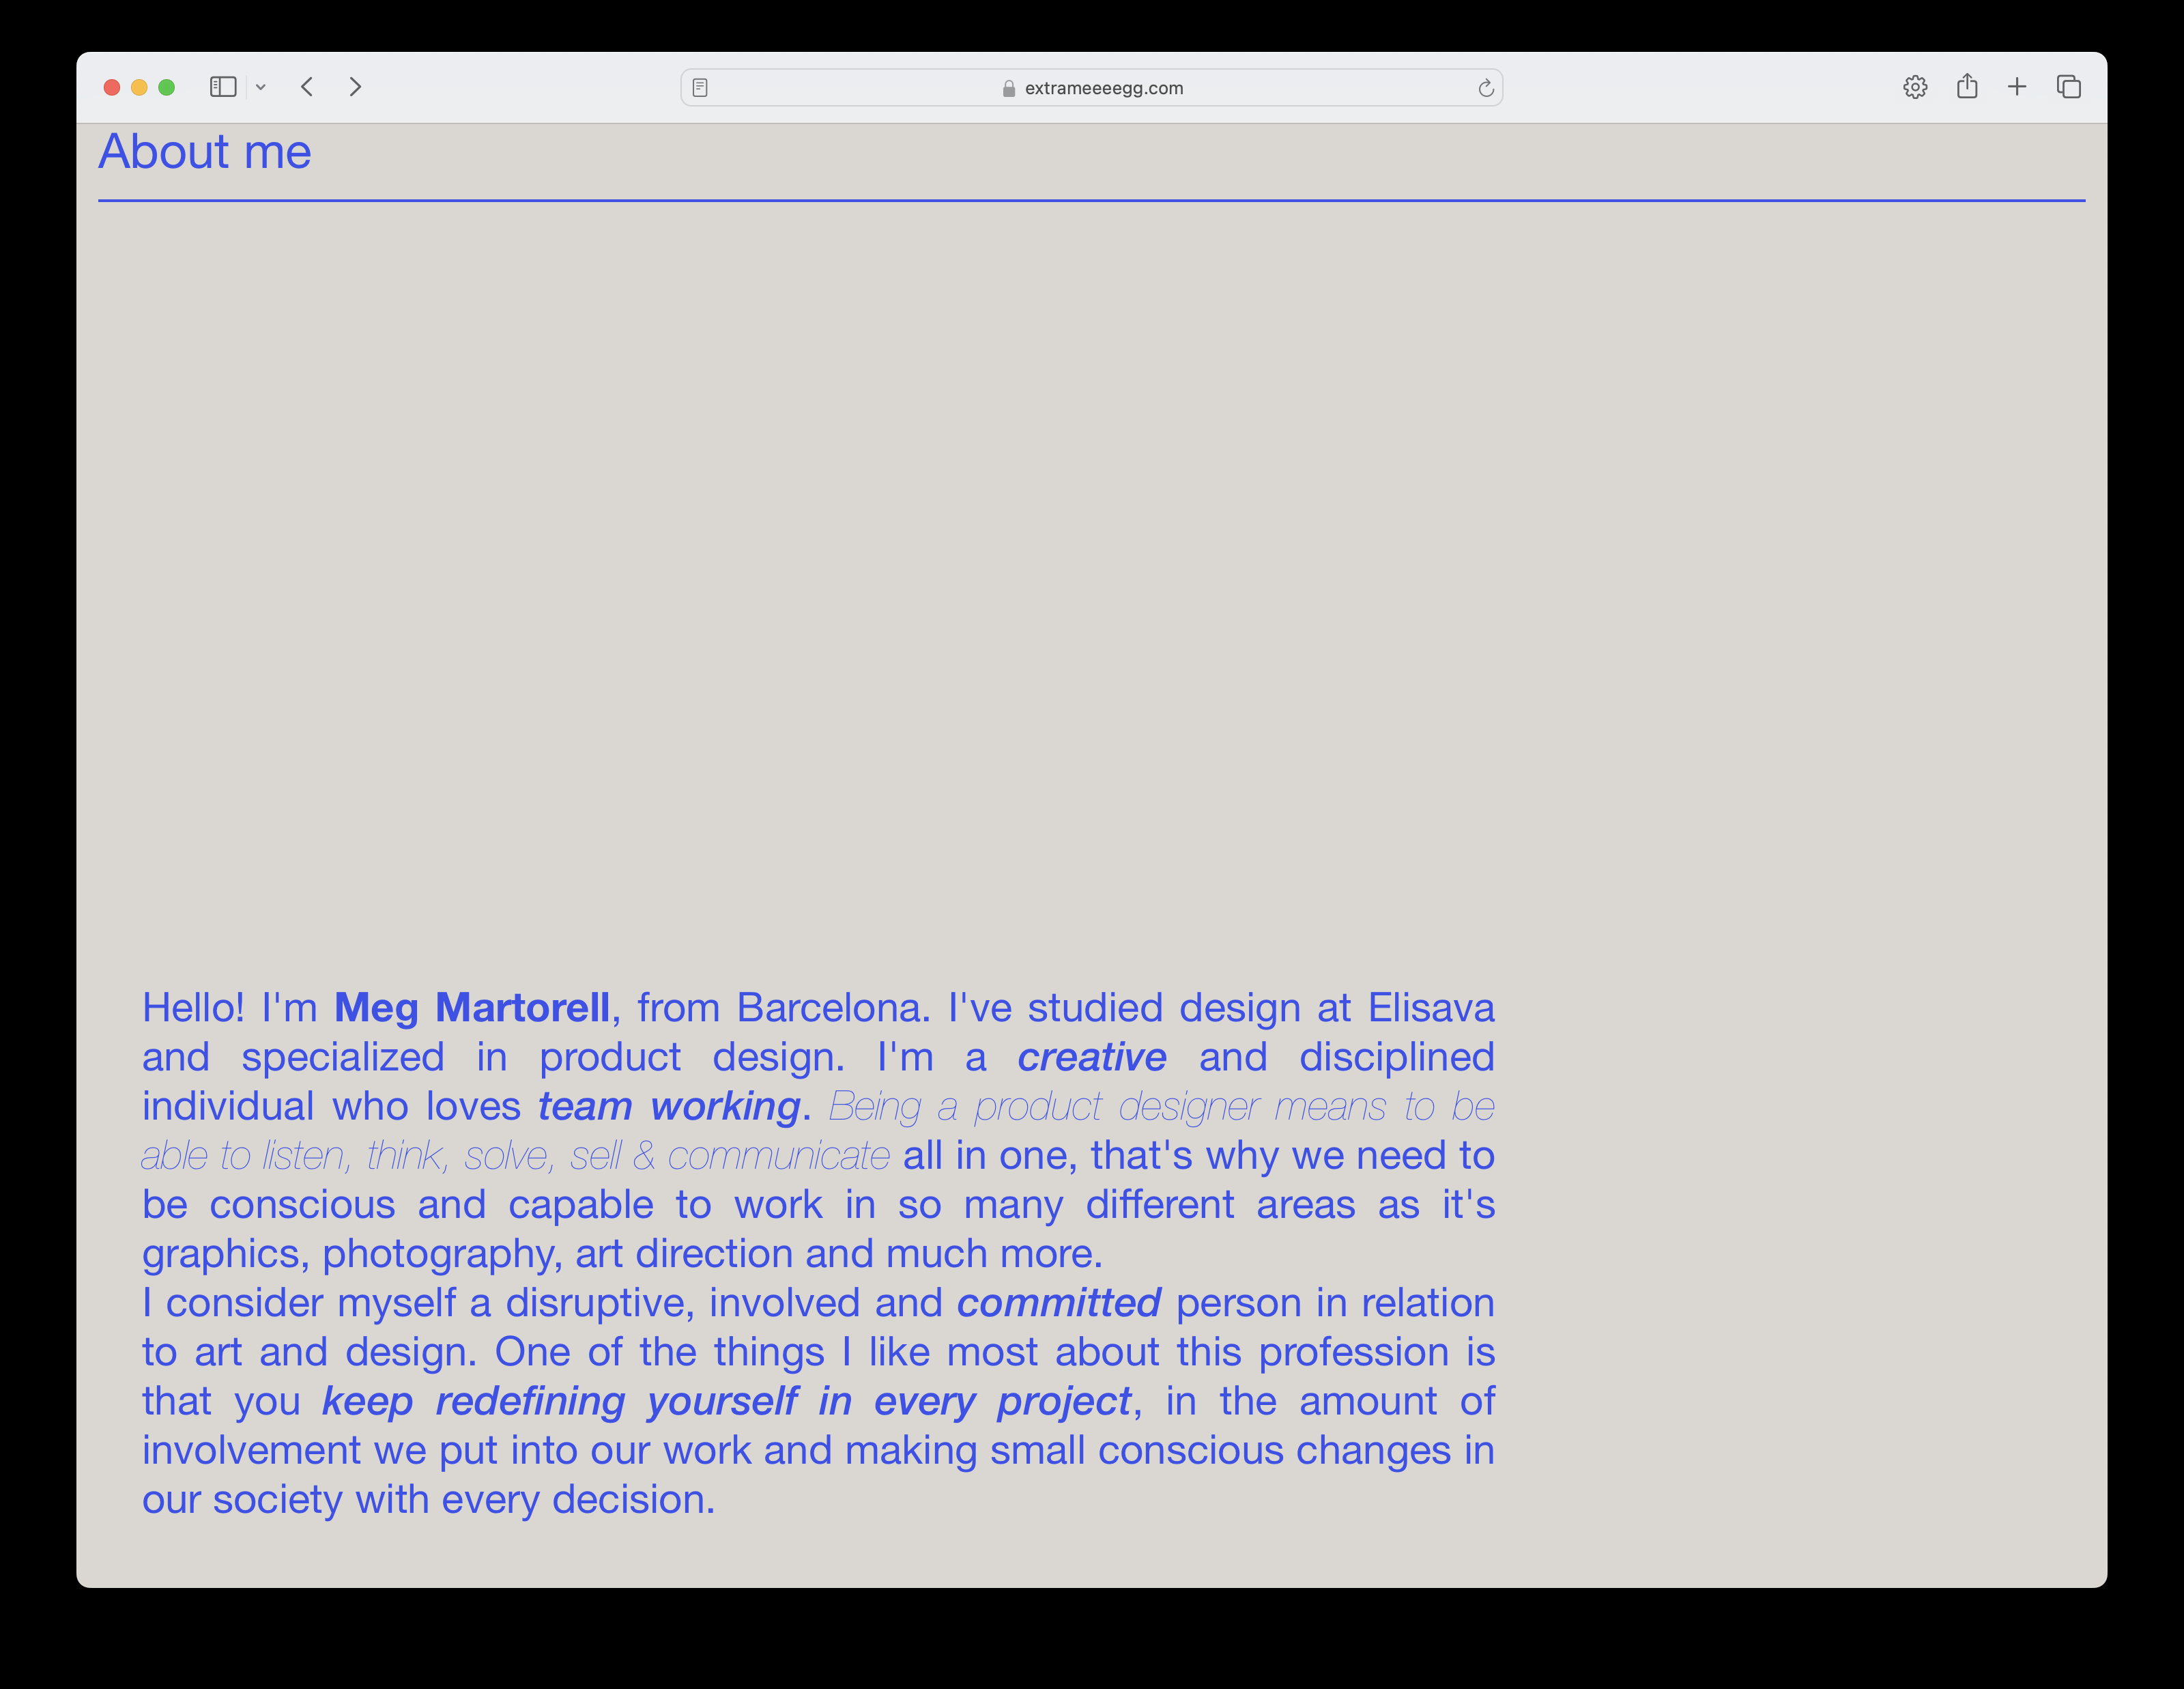 extrameeeegg.com
About me
Hello! I'm Meg Martorell, from Barcelona. I've studied design at Elisava
and specialized in product design. I'm a creative and disciplined
individual who loves team working. Being a product designer means to be
able to listen, think, solve, sell & communicate all in one, that's why we need to
be conscious and capable to work in so many different areas as it's
graphics, photography, art direction and much more.
I consider myself a disruptive, involved and committed person in relation
to art and design. One of the things I like most about this profession is
that you keep redefining yourself in every project, in the amount of
involvement we put into our work and making small conscious changes in
our society with every decision.